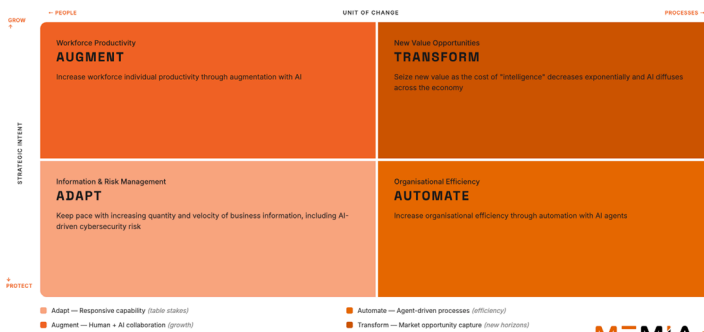 ← PEOPLE
UNIT OF CHANGE
PROCESSES →
GROW
↑
STRATEGIC INTENT
↓
PROTECT
Workforce Productivity
AUGMENT
Increase workforce individual productivity through augmentation with AI
New Value Opportunities
TRANSFORM
Seize new value as the cost of "Intelligence" decreases exponentially and AI diffuses
across the economy
Information & Risk Management
ADAPT
Keep pace with increasing quantity and velocity of business information, including AI-
driven cybersecurity risk
Organisational Efficiency
AUTOMATE
Increase organisational efficiency through automation with AI agents
Adapt — Responsive capability (table stakes)
Automate — Agent-driven processes (efficiency)
Augment — Human + AI collaboration (growth)
Transform — Market opportunity capture (new horizons)